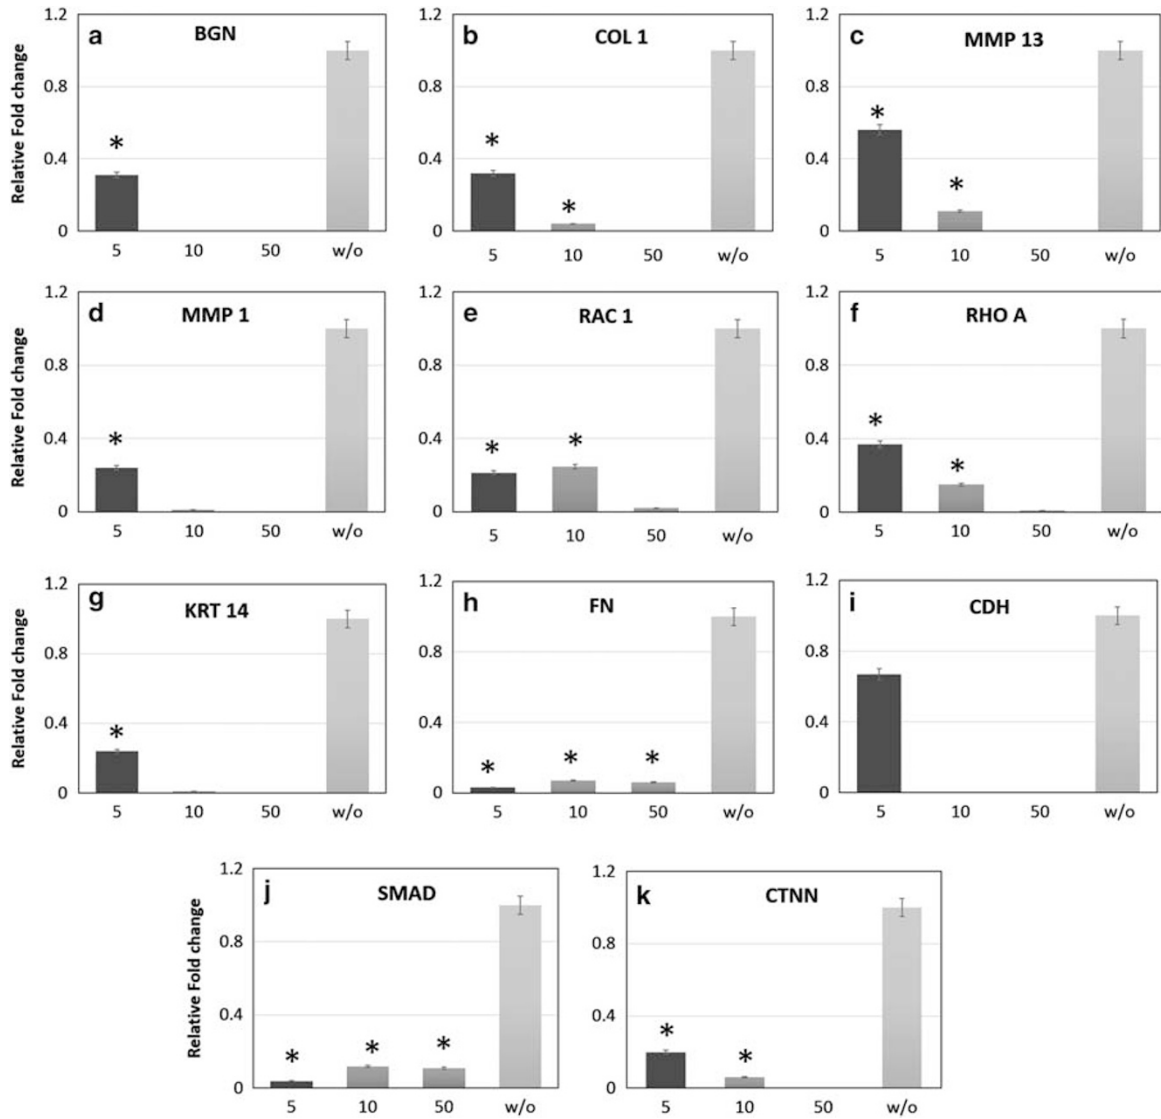 a BGN
b COL 1
c MMP 13
Relative Fold change
1.2
0.8
0.4
0
*
5 10 50 w/o
1.2
0.8
0.4
0
* *
5 10 50 w/o
1.2
0.8
0.4
0
* *
5 10 50 w/o
d MMP 1
e RAC 1
f RHO A
Relative Fold change
1.2
0.8
0.4
0
*
5 10 50 w/o
1.2
0.8
0.4
0
* *
5 10 50 w/o
1.2
0.8
0.4
0
* *
5 10 50 w/o
g KRT 14
h FN
i CDH
Relative Fold change
1.2
0.8
0.4
0
*
5 10 50 w/o
1.2
0.8
0.4
0
* * *
5 10 50 w/o
1.2
0.8
0.4
0
5 10 50 w/o
j SMAD
k CTNN
Relative Fold change
1.2
0.8
0.4
0
* * *
5 10 50 w/o
1.2
0.8
0.4
0
* *
5 10 50 w/o